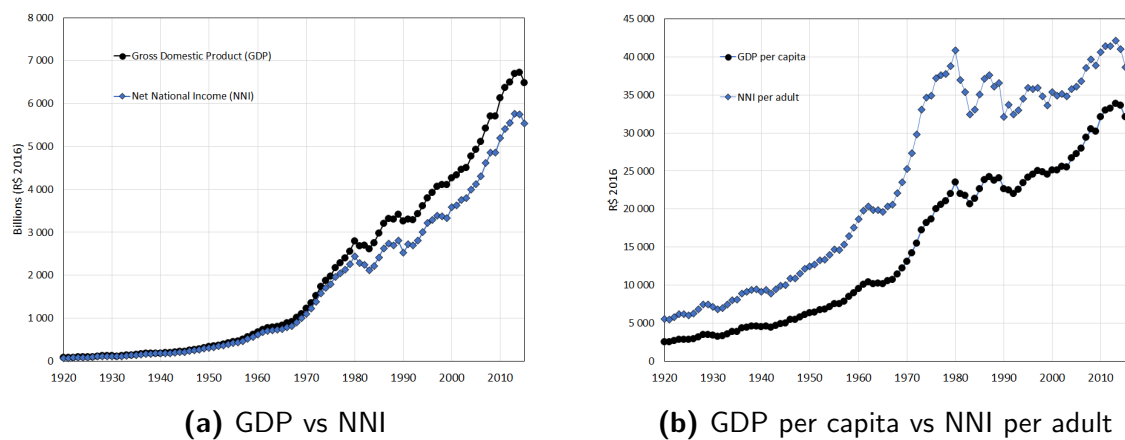 8 000
7 000
6 000
5 000
4 000
3 000
2 000
1 000
0
Billions (R$ 2016)
Gross Domestic Product (GDP)
Net National Income (NNI)
1920 1930 1940 1950 1960 1970 1980 1990 2000 2010
(a) GDP vs NNI
45 000
40 000
35 000
30 000
25 000
20 000
15 000
10 000
5 000
0
R$ 2016
GDP per capita
NNI per adult
1920 1930 1940 1950 1960 1970 1980 1990 2000 2010
(b) GDP per capita vs NNI per adult